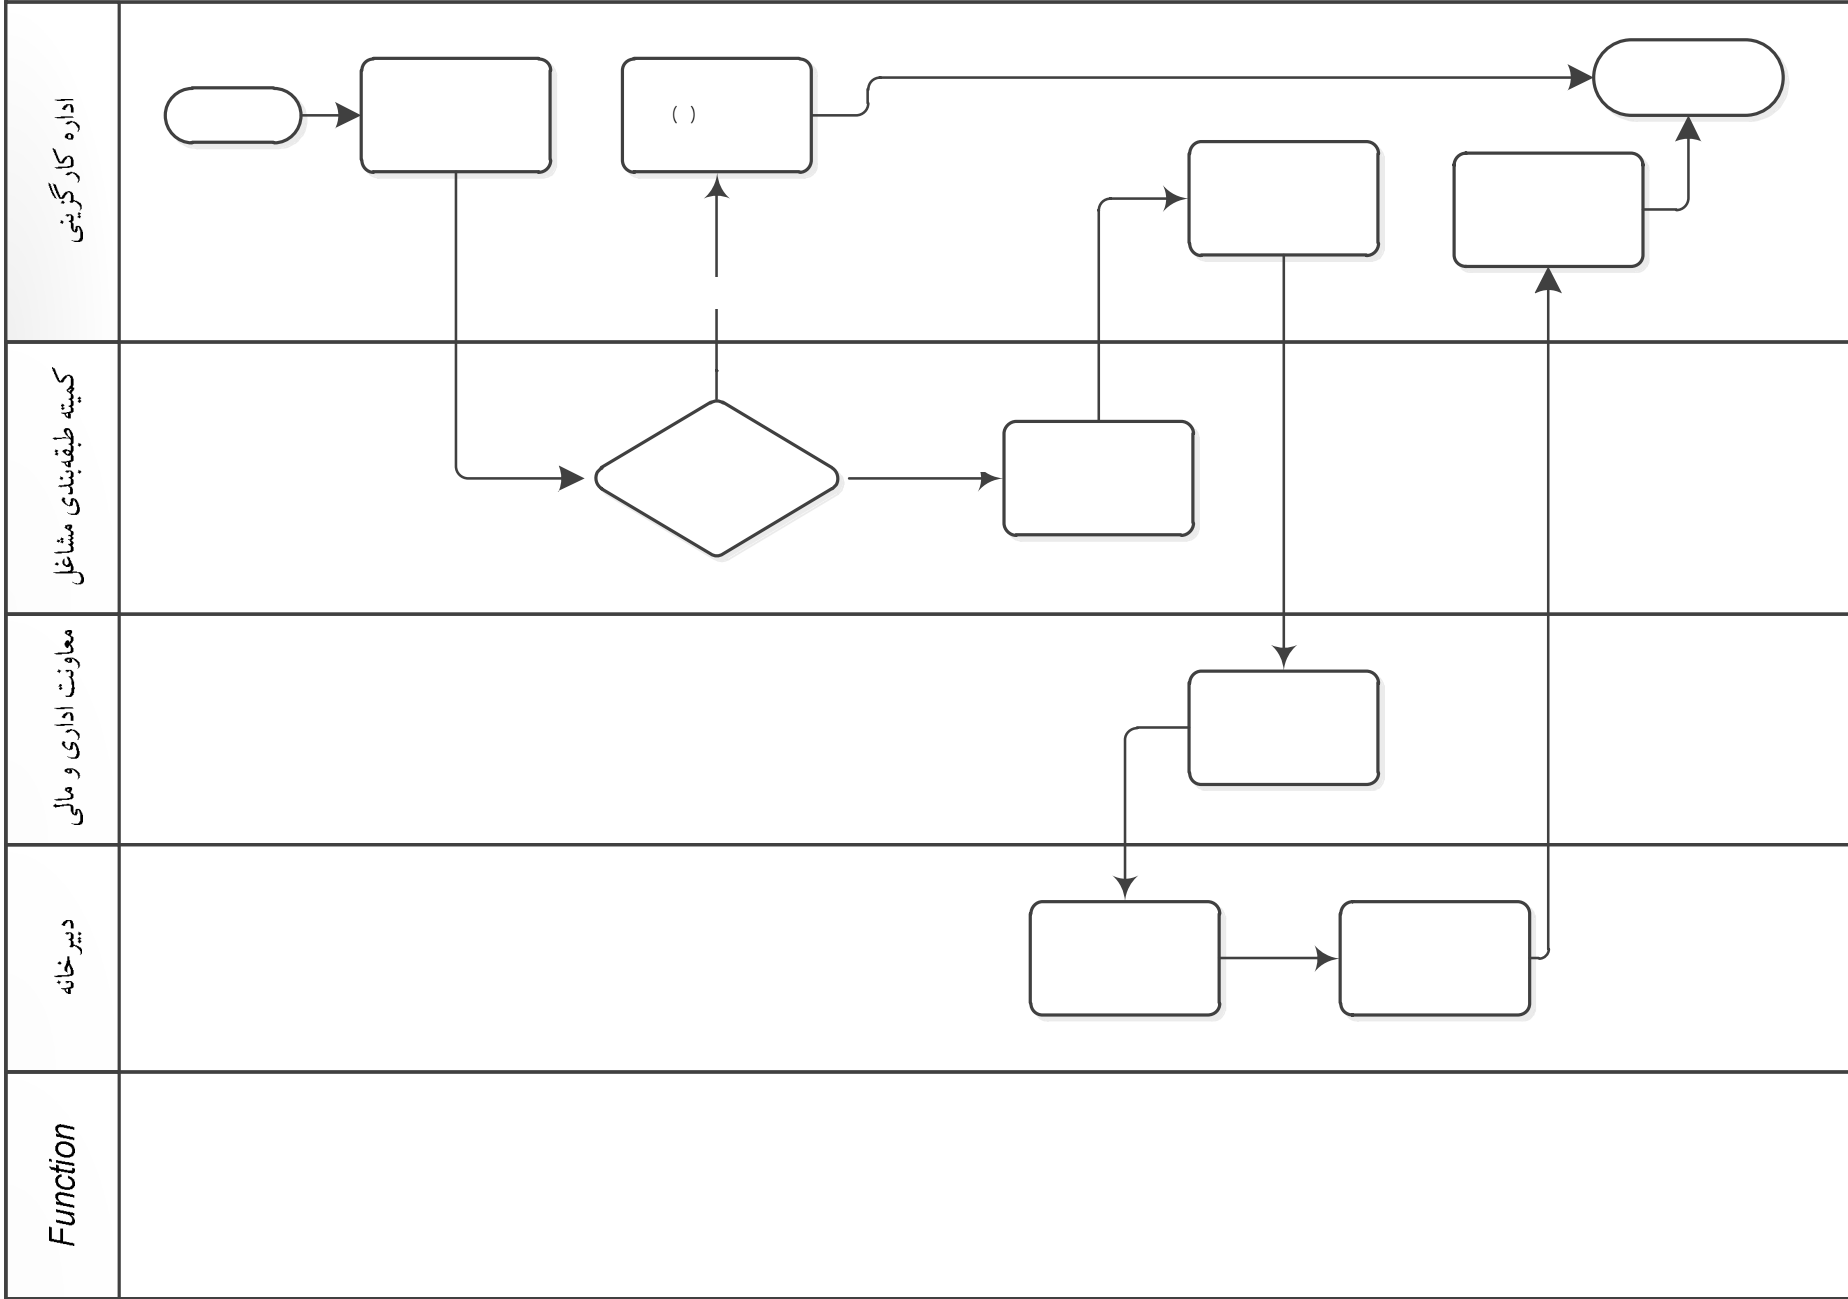 اداره کارگزینی
( )
کمیته طبقه‌بندی مشاغل
معاونت اداری و مالی
دبیرخانه
Function